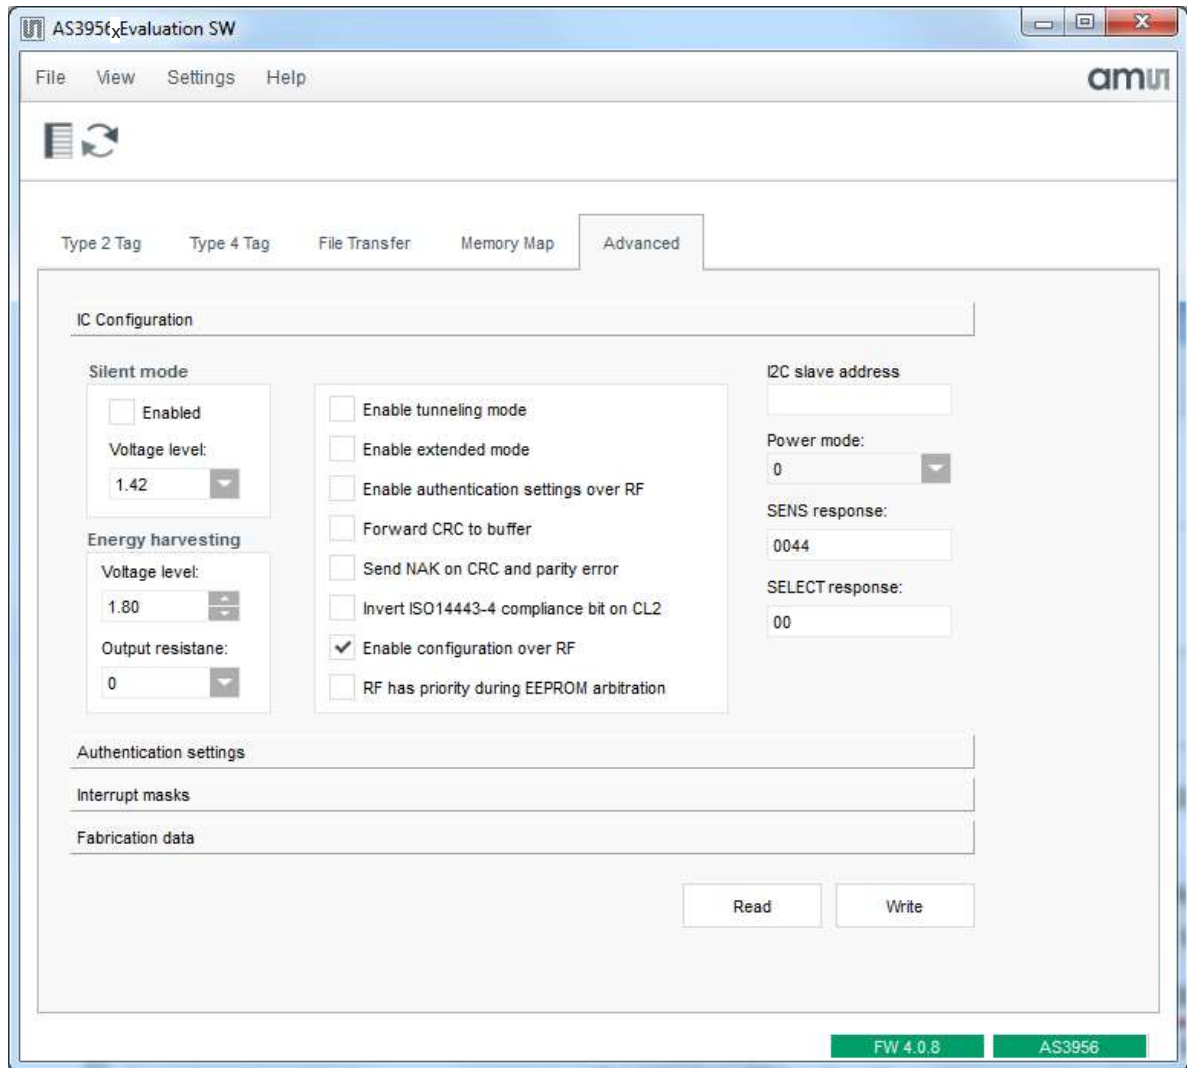 AS3956xEvaluation SW
File View Settings Help
amu
Type 2 Tag Type 4 Tag File Transfer Memory Map Advanced
IC Configuration
Silent mode
Enabled
Voltage level:
1.42
Energy harvesting
Voltage level:
1.80
Output resistane:
0
Enable tunneling mode
Enable extended mode
Enable authentication settings over RF
Forward CRC to buffer
Send NAK on CRC and parity error
Invert ISO14443-4 compliance bit on CL2
Enable configuration over RF
RF has priority during EEPROM arbitration
I2C slave address
Power mode:
0
SENS response:
0044
SELECT response:
00
Authentication settings
Interrupt masks
Fabrication data
Read Write
FW 4.0.8 AS3956